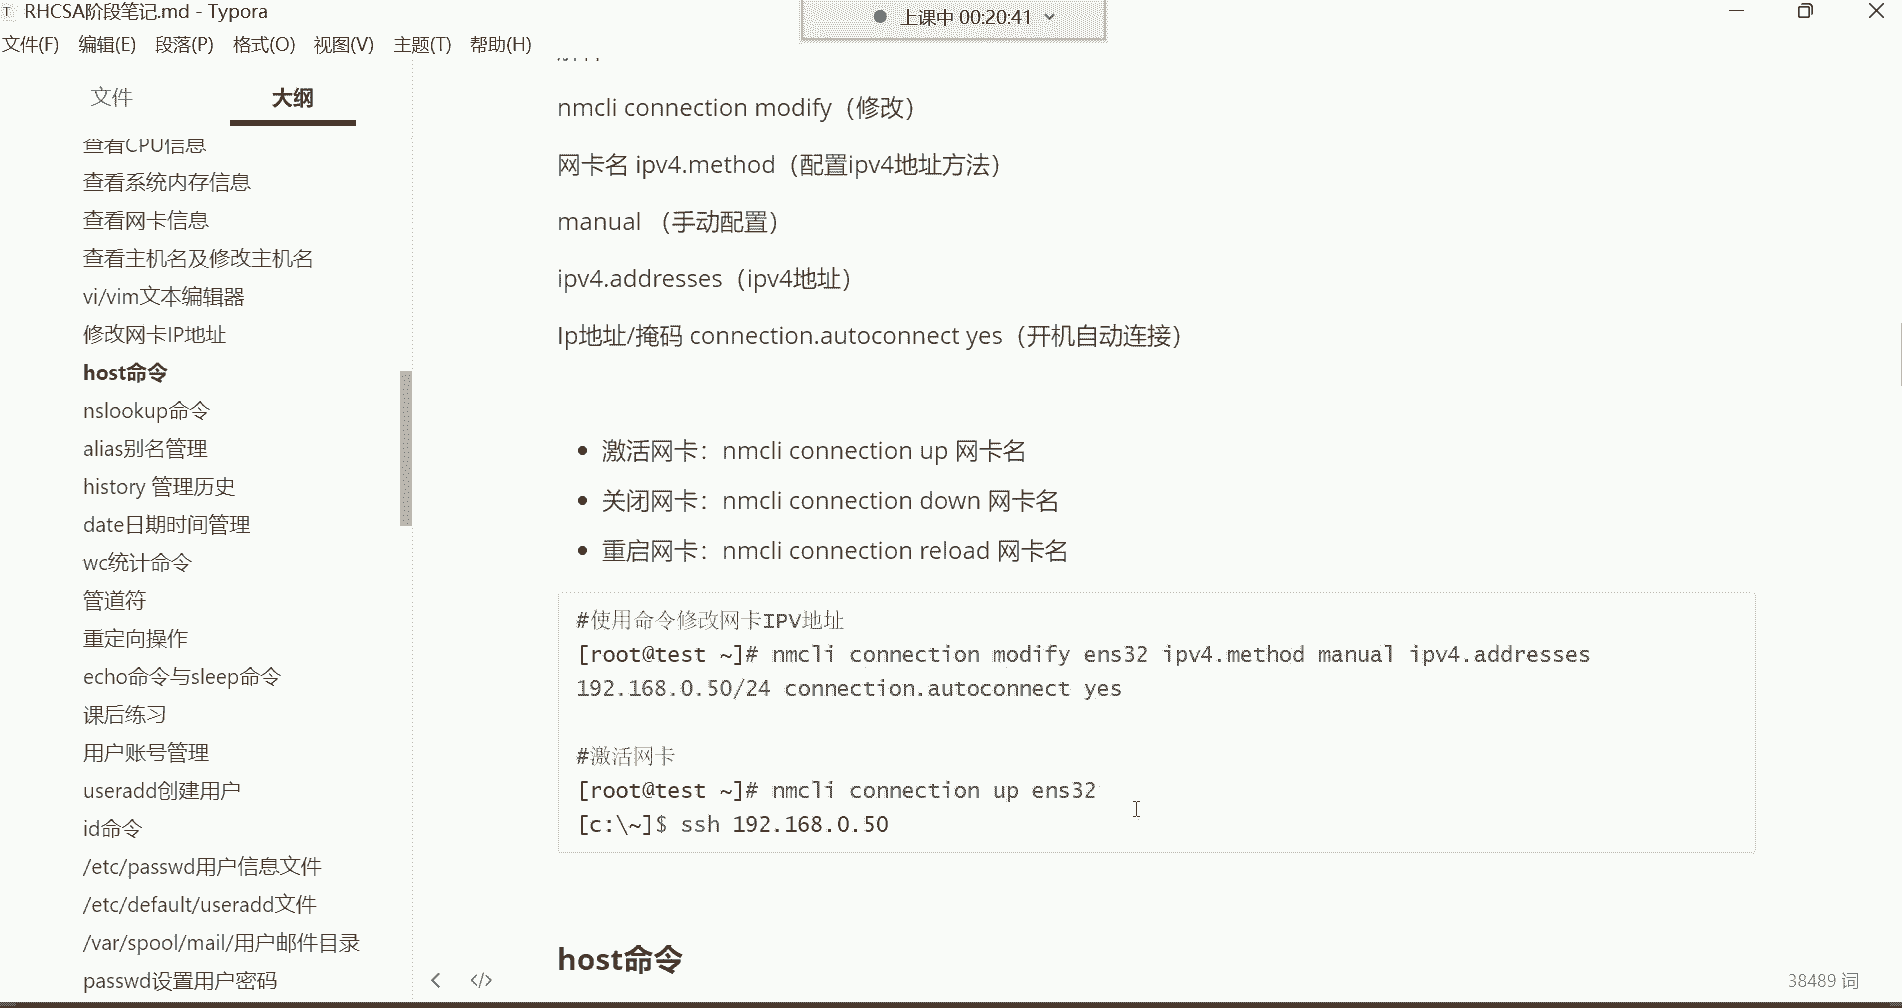 RHCSA阶段笔记.md - Typora
上课中 00:20:41
文件(F) 编辑(E) 段落(P) 格式(O) 视图(V) 主题(T) 帮助(H)
文件 大纲
查看CPU信息
查看系统内存信息
查看网卡信息
查看主机名及修改主机名
vi/vim文本编辑器
修改网卡IP地址
host命令
nslookup命令
alias别名管理
history 管理历史
date日期时间管理
wc统计命令
管道符
重定向操作
echo命令与sleep命令
课后练习
用户账号管理
useradd创建用户
id命令
/etc/passwd用户信息文件
/etc/default/useradd文件
/var/spool/mail/用户邮件目录
passwd设置用户密码
nmcli connection modify（修改）
网卡名 ipv4.method（配置ipv4地址方法）
manual （手动配置）
ipv4.addresses（ipv4地址）
Ip地址/掩码 connection.autoconnect yes（开机自动连接）
激活网卡：nmcli connection up 网卡名
关闭网卡：nmcli connection down 网卡名
重启网卡：nmcli connection reload 网卡名
#使用命令修改网卡IPV地址
[root@test ~]# nmcli connection modify ens32 ipv4.method manual ipv4.addresses
192.168.0.50/24 connection.autoconnect yes
#激活网卡
[root@test ~]# nmcli connection up ens32
[c:\~]$ ssh 192.168.0.50
host命令
38489 词